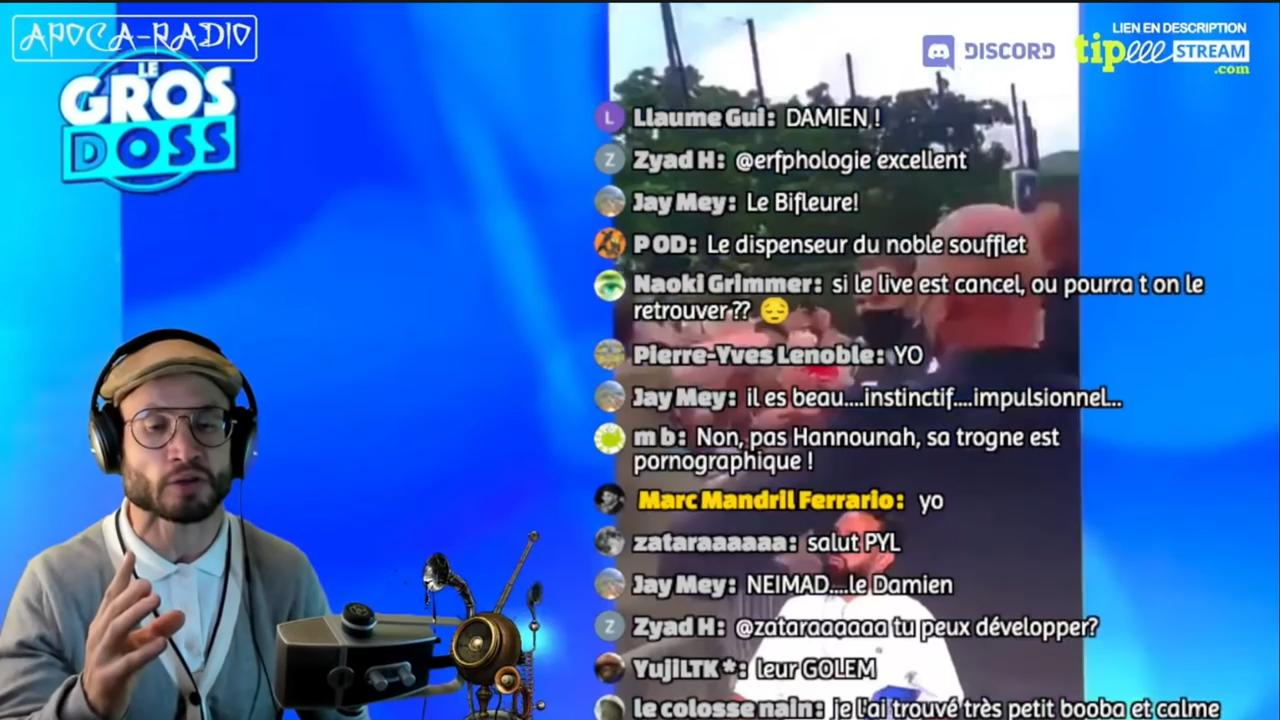 APOCA-RADIO
LE
GROS
DOSS
DISCORD
LIEN EN DESCRIPTION
tipeee STREAM
.com
Llaume Gui: DAMIEN !
Zyad H: @erfphologie excellent
Jay Mey: Le Bifleure!
P OD: Le dispenseur du noble soufflet
Naoki Grimmer: si le live est cancel, ou pourra t on le
retrouver ?? 😔
Pierre-Yves Lenoble: YO
Jay Mey: il es beau....instinctif....impulsionnel...
m b: Non, pas Hannounah, sa trogne est
pornographique !
Marc Mandril Ferrario: yo
zataraaaaaa: salut PYL
Jay Mey: NEIMAD....le Damien
Zyad H: @zataraaaaaa tu peux développer?
YujiLTK*: leur GOLEM
le colosse nain: je l'ai trouvé très petit booba et calme